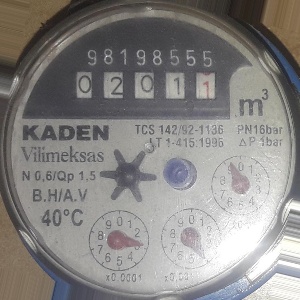 98198555
02011
m³
KADEN
TCS 142/92-1136 PN16bar
Vilimeksas
LT 1-415:1996 ΔP 1bar
N 0,6/Qp 1.5
B.H/A.V
40°C
x0.0001